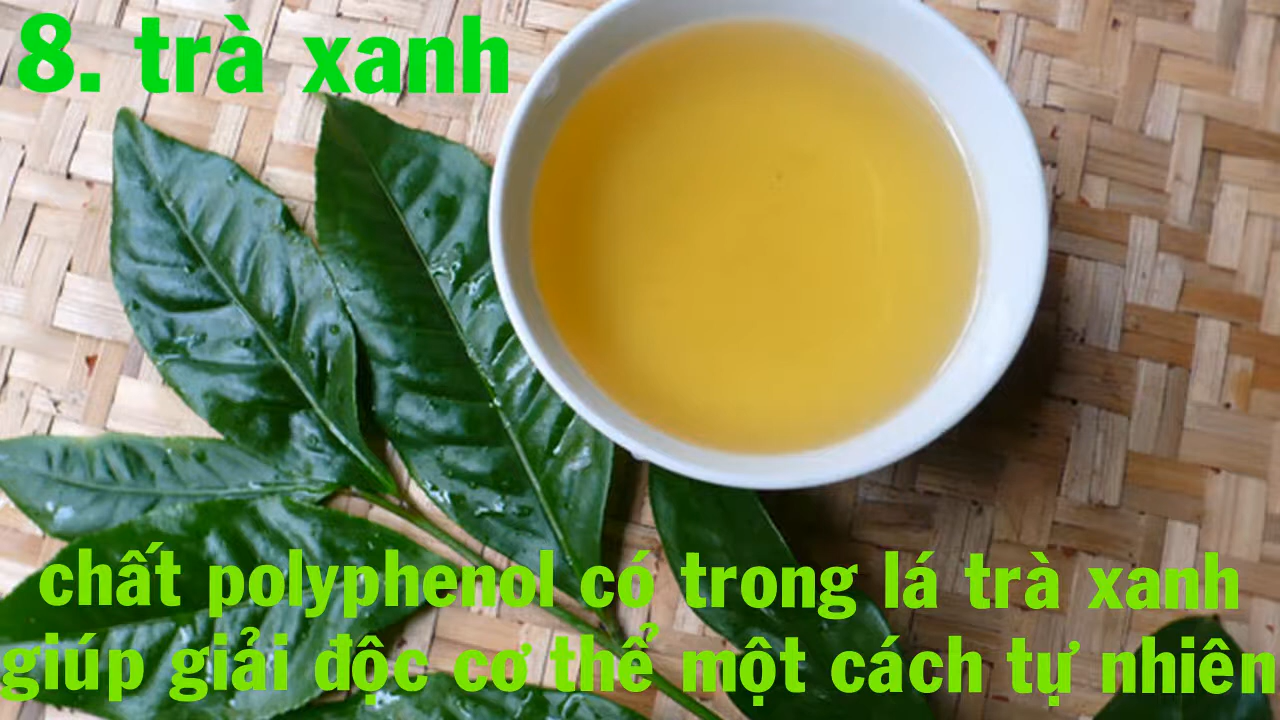 8. trà xanh
chất polyphenol có trong lá trà xanh
giúp giải độc cơ thể một cách tự nhiên